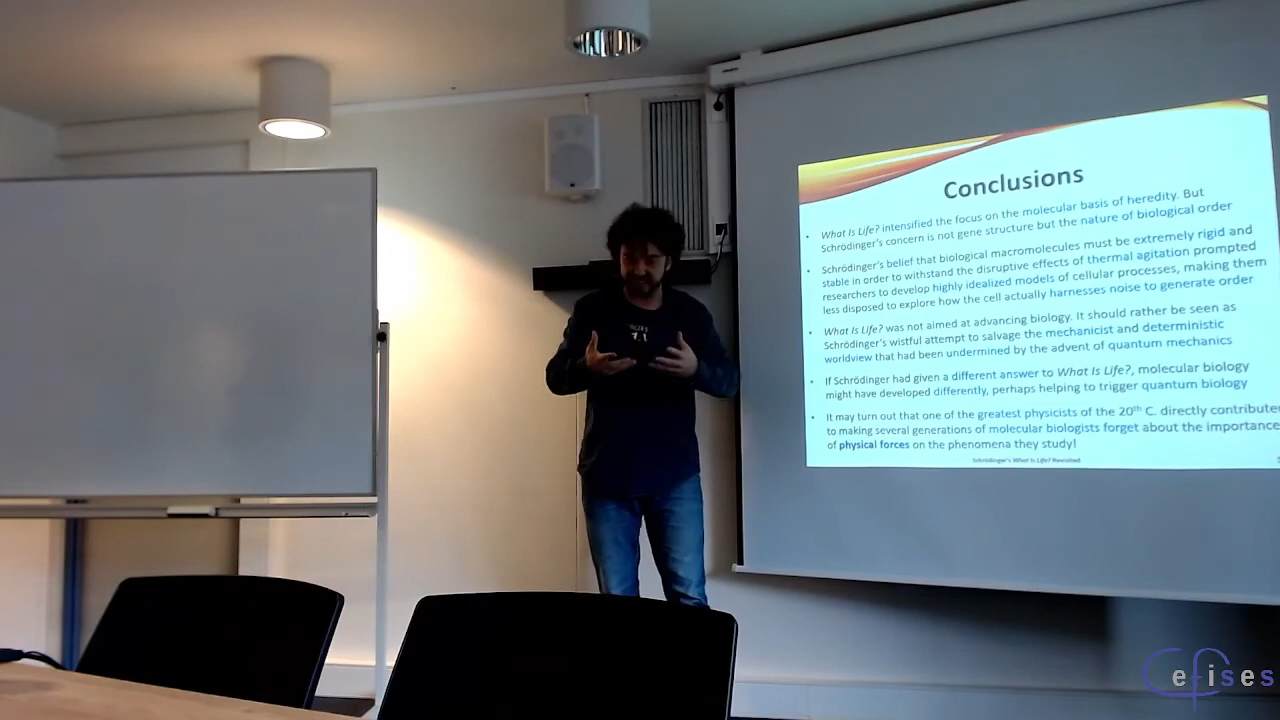 Conclusions
What Is Life? intensified the focus on the molecular basis of heredity. But
Schrödinger's concern is not gene structure but the nature of biological order
Schrödinger's belief that biological macromolecules must be extremely rigid and
stable in order to withstand the disruptive effects of thermal agitation prompted
researchers to develop highly idealized models of cellular processes, making them
less disposed to explore how the cell actually harnesses noise to generate order
What Is Life? was not aimed at advancing biology. It should rather be seen as
Schrödinger's wistful attempt to salvage the mechanicist and deterministic
worldview that had been undermined by the advent of quantum mechanics
If Schrödinger had given a different answer to What Is Life?, molecular biology
might have developed differently, perhaps helping to trigger quantum biology
It may turn out that one of the greatest physicists of the 20th C. directly contribute
to making several generations of molecular biologists forget about the importance
of physical forces on the phenomena they study!
Schrödinger's What Is Life? Revisited
Cefises